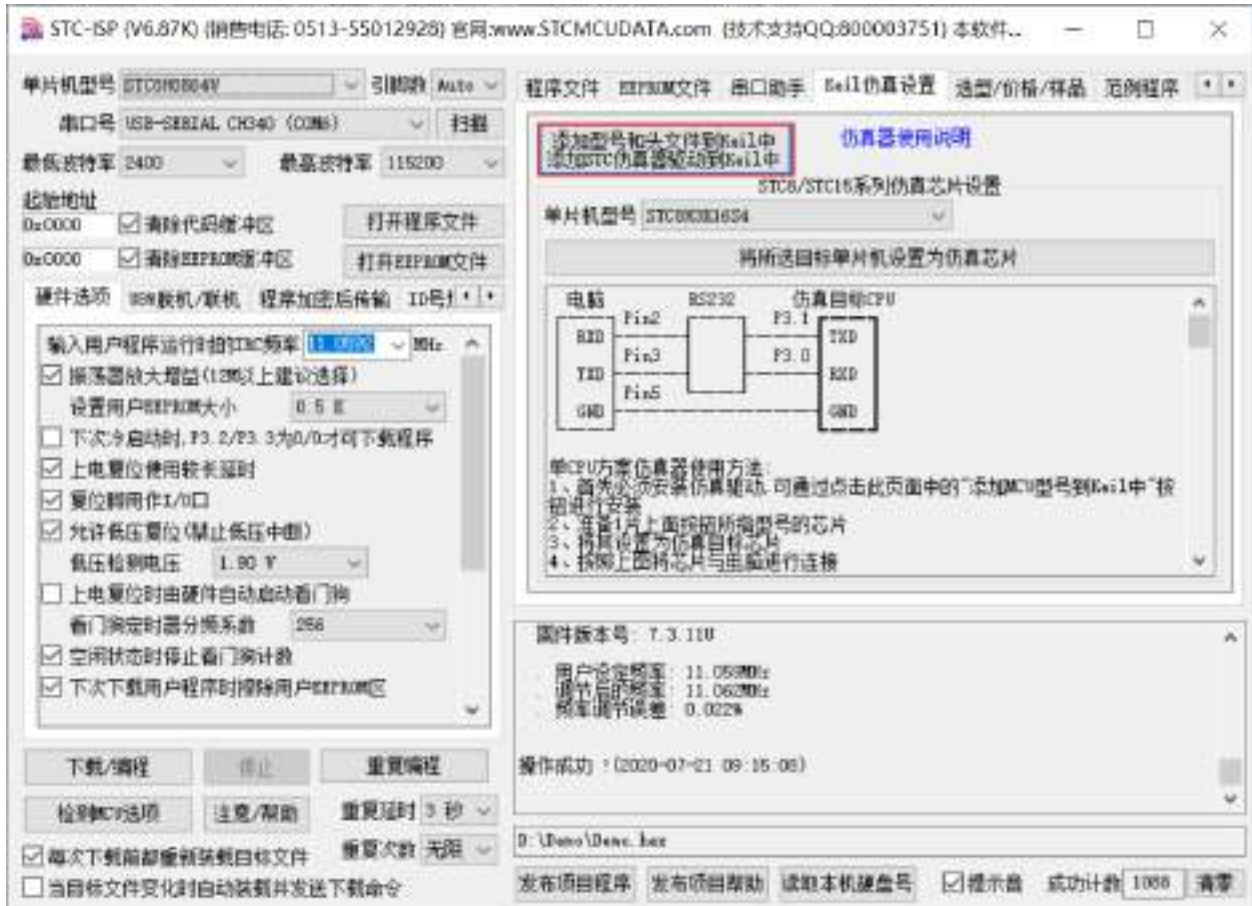 STC-ISP (V6.87K) (销售电话: 0513-55012928) 官网:www.STCMCUDATA.com (技术支持QQ:800003751) 本软件..
单片机型号 引脚数 Auto
串口号 USB-SERIAL CH340 (COM6) 扫描
最低波特率 2400 最高波特率 115200
起始地址
0x0000 清除代码缓冲区 打开程序文件
0x0000 清除EEPROM缓冲区 打开EEPROM文件
硬件选项 脱机/联机 程序加密后传输 ID号
输入用户程序运行时的IRC频率 11.0592 MHz
振荡器放大增益(12M以上建议选择)
设置用户EEPROM大小 0.5 K
下次冷启动时,P3.2/P3.3为0/0才可下载程序
上电复位使用较长延时
复位脚用作I/O口
允许低压复位(禁止低压中断)
低压检测电压 1.90 V
上电复位时由硬件自动启动看门狗
看门狗定时器分频系数 256
空闲状态时停止看门狗计数
下次下载用户程序时擦除用户EEPROM区
下载/编程 停止 重复编程
检测MCU选项 注意/帮助 重复延时 3 秒
重复次数 无限
每次下载前都重新装载目标文件
当目标文件变化时自动装载并发送下载命令
程序文件 EEPROM文件 串口助手 Keil仿真设置 选型/价格/样品 范例程序
添加型号和头文件到Keil中
添加STC仿真器驱动到Keil中
仿真器使用说明
STC8/STC15系列仿真芯片设置
单片机型号
将所选目标单片机设置为仿真芯片
电脑 RS232 仿真目标CPU
Pin2 P3.1
RXD TXD
Pin3 P3.0
TXD RXD
Pin5
GND GND
单CPU方案仿真器使用方法:
1、首先必须安装仿真驱动.可通过点击此页面中的"添加MCU型号到Keil中"按
钮进行安装
2、准备1片上面按钮所指型号的芯片
3、将其设置为仿真目标芯片
4、按照上面将芯片与电脑进行连接
固件版本号: 7.3.11U
. 用户设定频率: 11.059MHz
. 调节后的频率: 11.062MHz
. 频率调节误差: 0.022%
操作成功 !(2020-07-21 09:15:08)
D:\Demo\Demo.hex
发布项目程序 发布项目帮助 读取本机硬盘号 提示音 成功计数 1088 清零